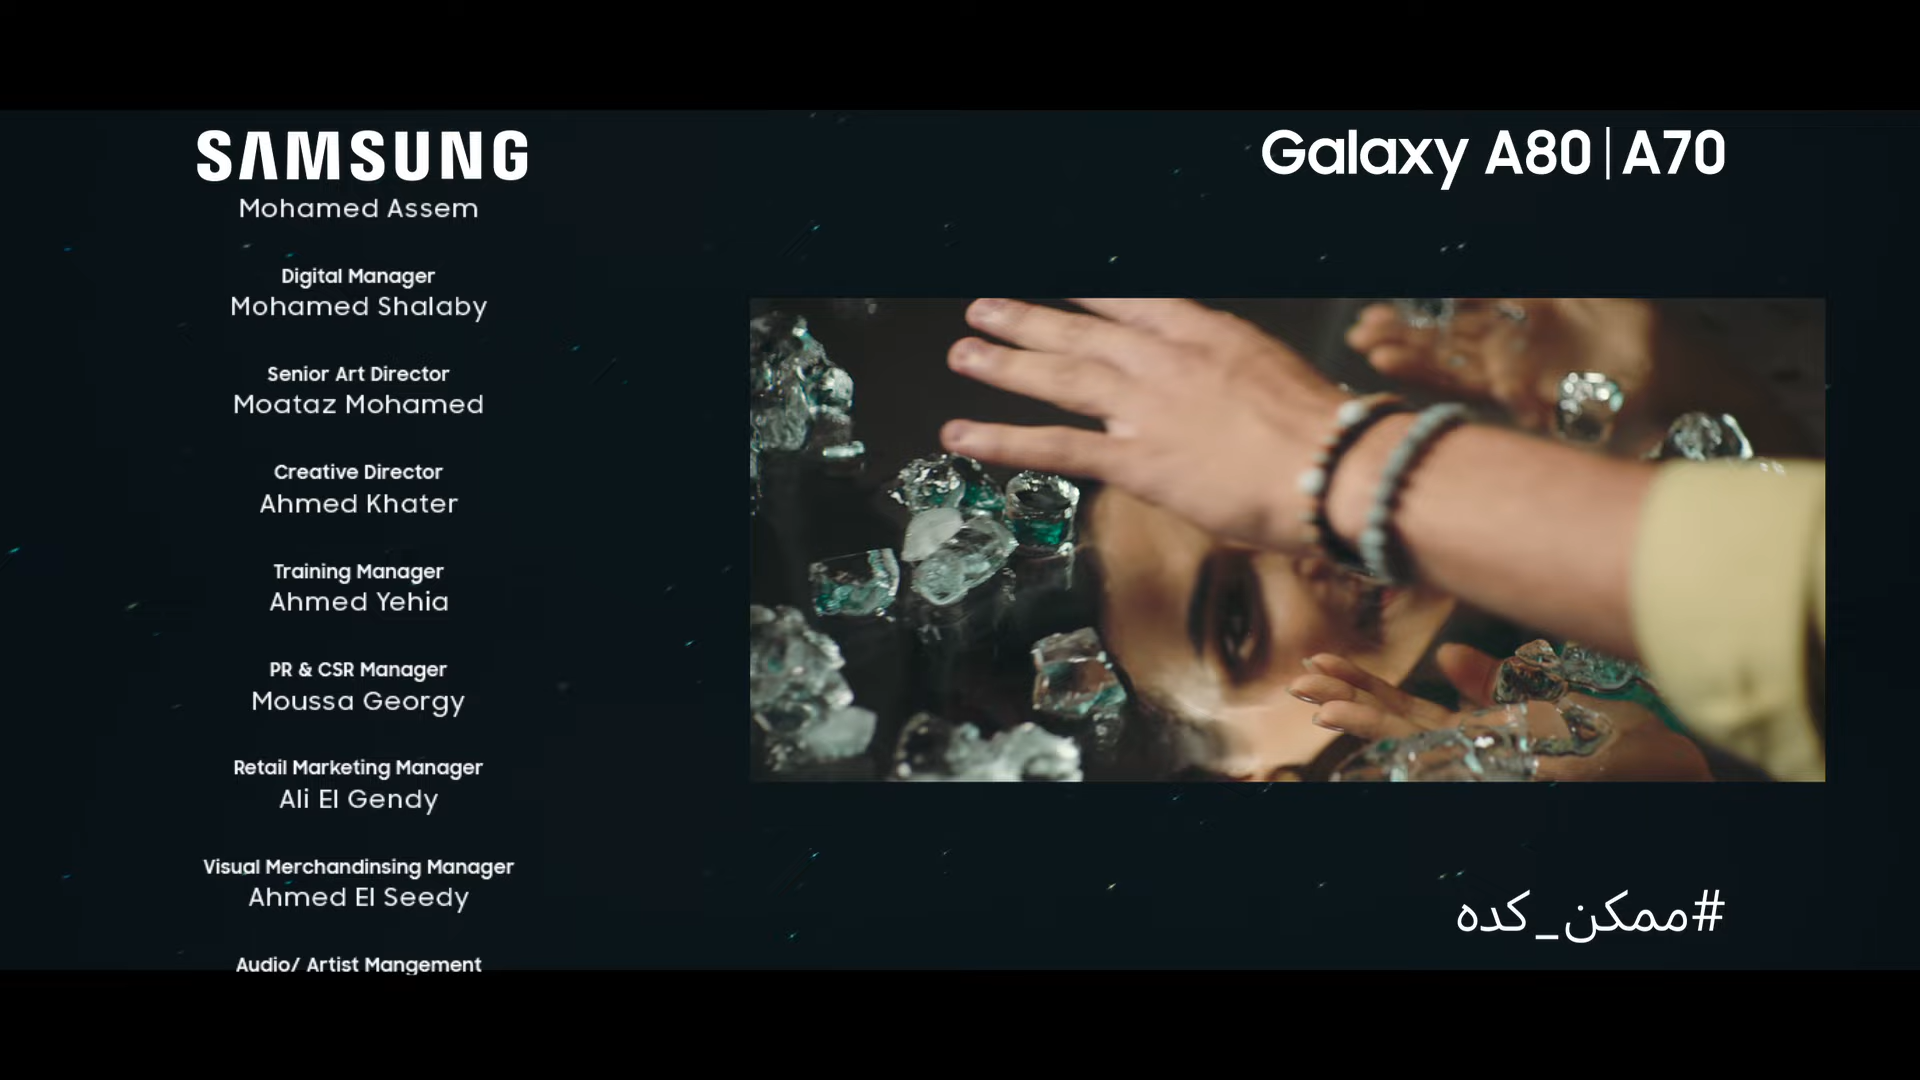 SAMSUNG
Galaxy A80 | A70
Mohamed Assem
Digital Manager
Mohamed Shalaby
Senior Art Director
Moataz Mohamed
Creative Director
Ahmed Khater
Training Manager
Ahmed Yehia
PR & CSR Manager
Moussa Georgy
Retail Marketing Manager
Ali El Gendy
Visual Merchandinsing Manager
Ahmed El Seedy
Audio/ Artist Mangement
#ممكن_كده